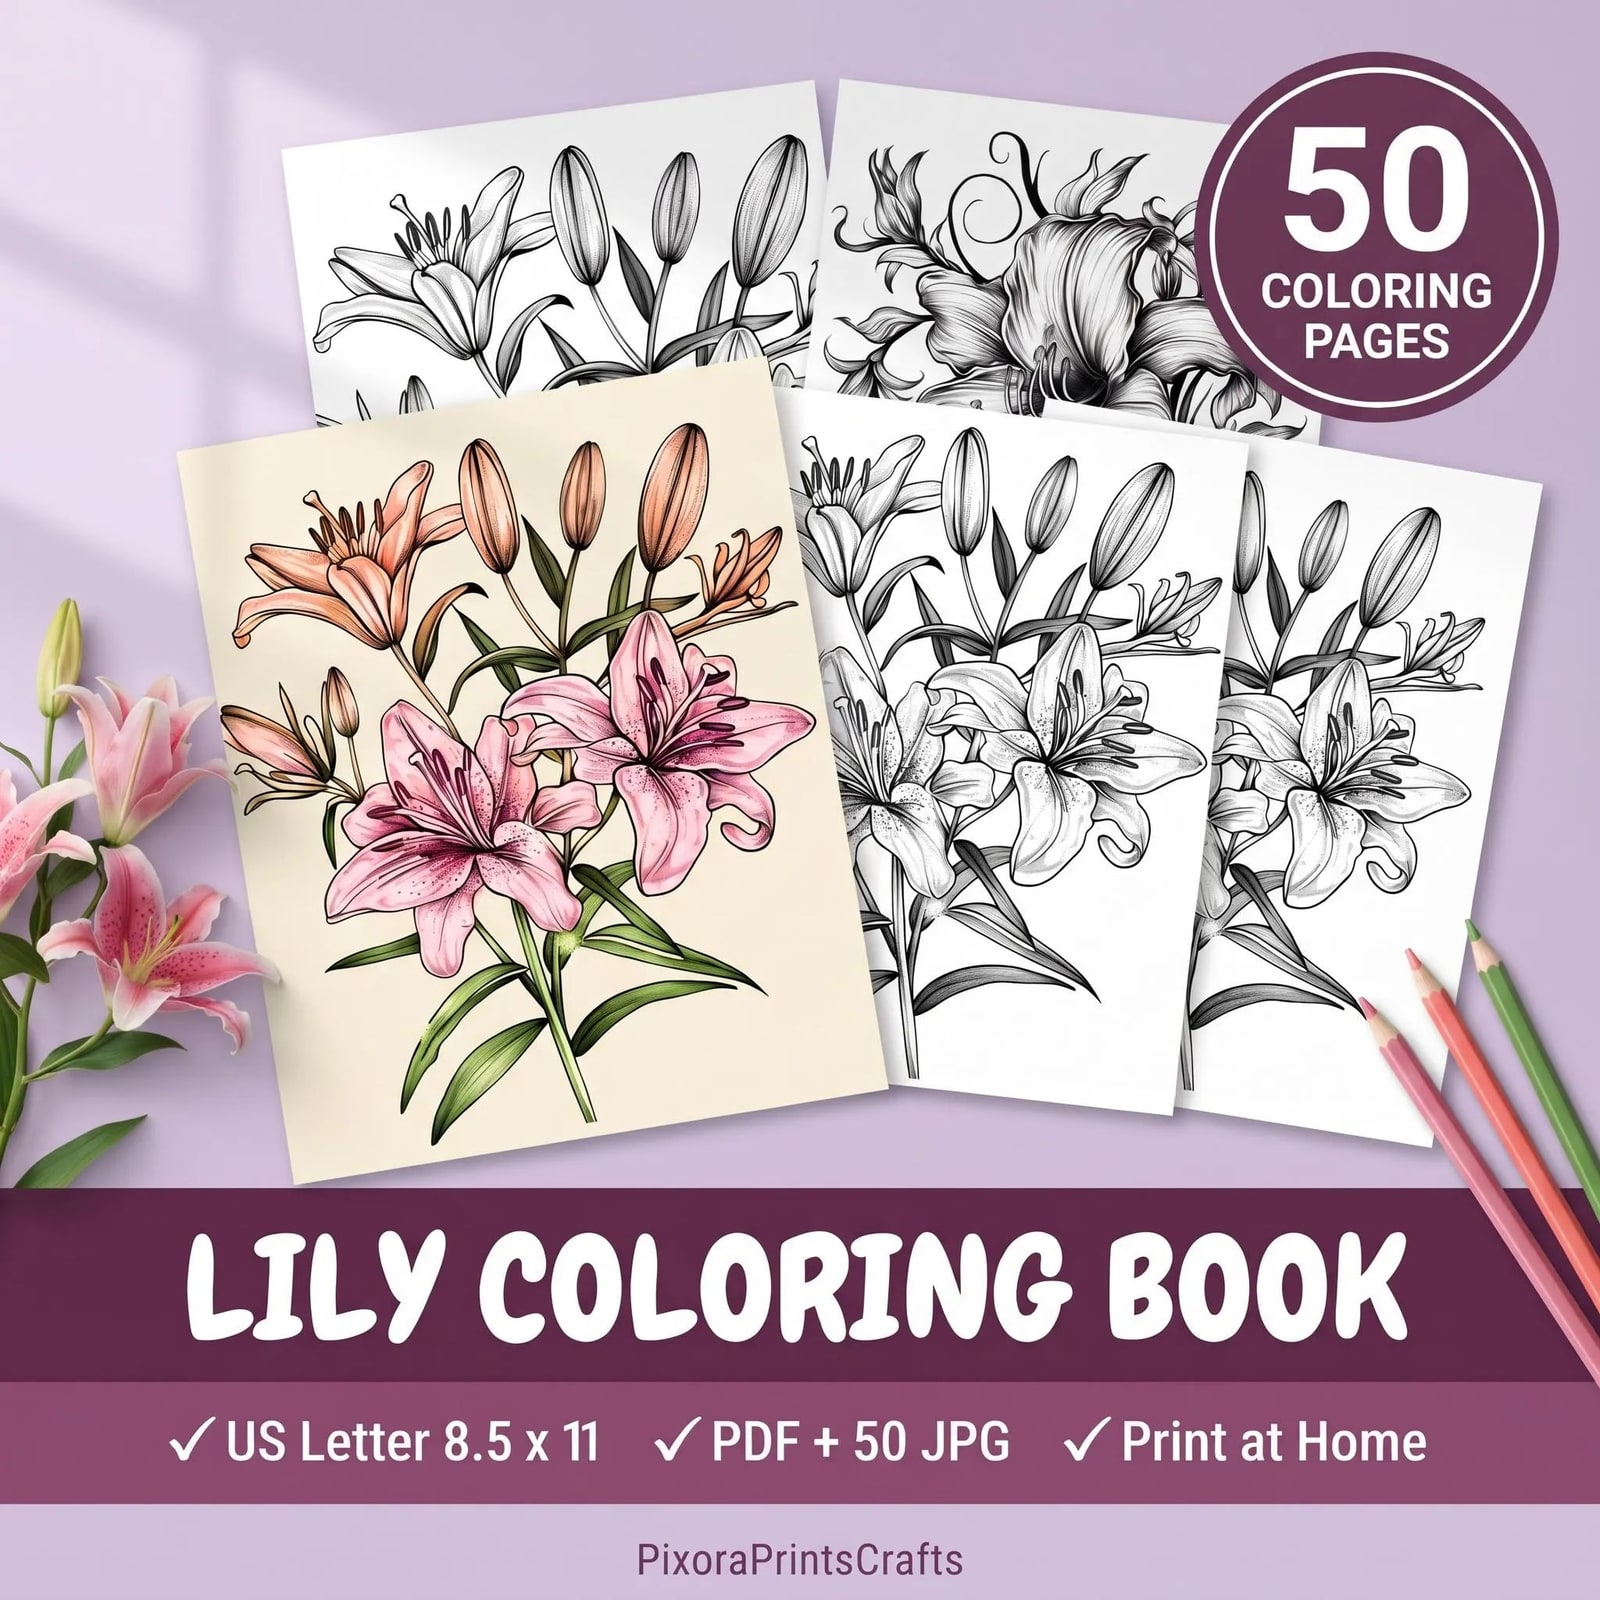 50
COLORING
PAGES
LILY COLORING BOOK
✓ US Letter 8.5 x 11 ✓ PDF + 50 JPG ✓ Print at Home
PixoraPrintsCrafts